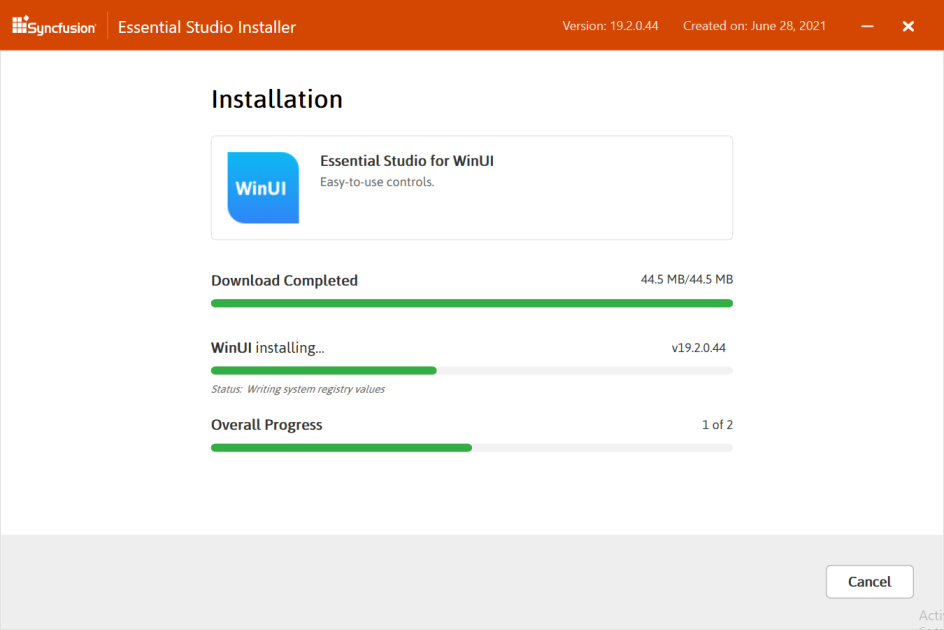 Syncfusion Essential Studio Installer Version: 19.2.0.44 Created on: June 28, 2021
Installation
WinUI
Essential Studio for WinUI
Easy-to-use controls.
Download Completed 44.5 MB/44.5 MB
WinUI installing... v19.2.0.44
Status: Writing system registry values
Overall Progress 1 of 2
Cancel